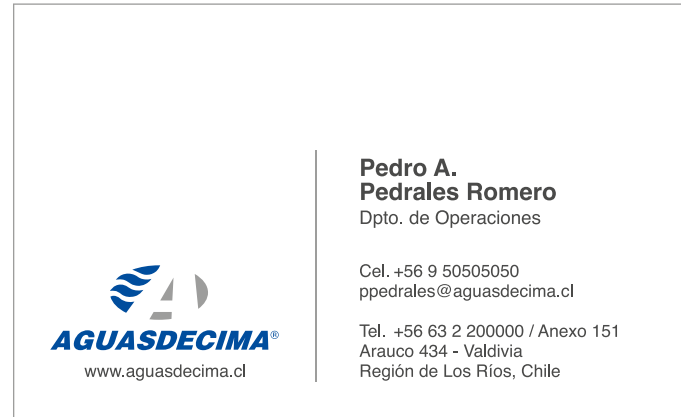 AGUASDECIMA®
www.aguasdecima.cl
Pedro A.
Pedrales Romero
Dpto. de Operaciones
Cel. +56 9 50505050
ppedrales@aguasdecima.cl
Tel. +56 63 2 200000 / Anexo 151
Arauco 434 - Valdivia
Región de Los Ríos, Chile